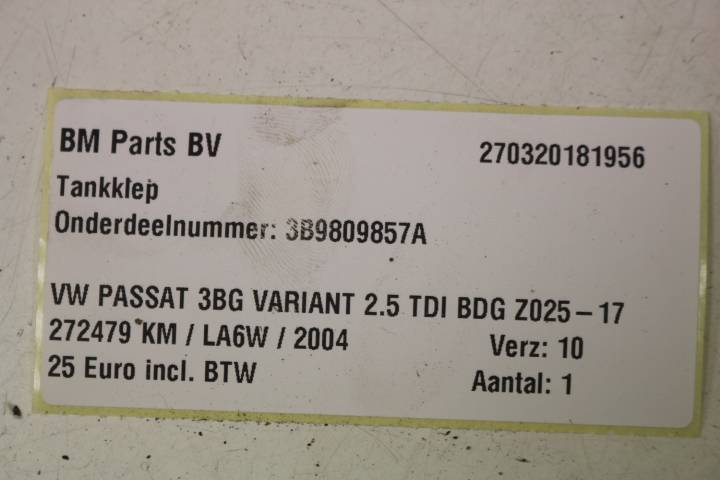 BM Parts BV 270320181956
Tankklep
Onderdeelnummer: 3B9809857A
VW PASSAT 3BG VARIANT 2.5 TDI BDG Z025-17
272479 KM / LA6W / 2004 Verz: 10
25 Euro incl. BTW Aantal: 1